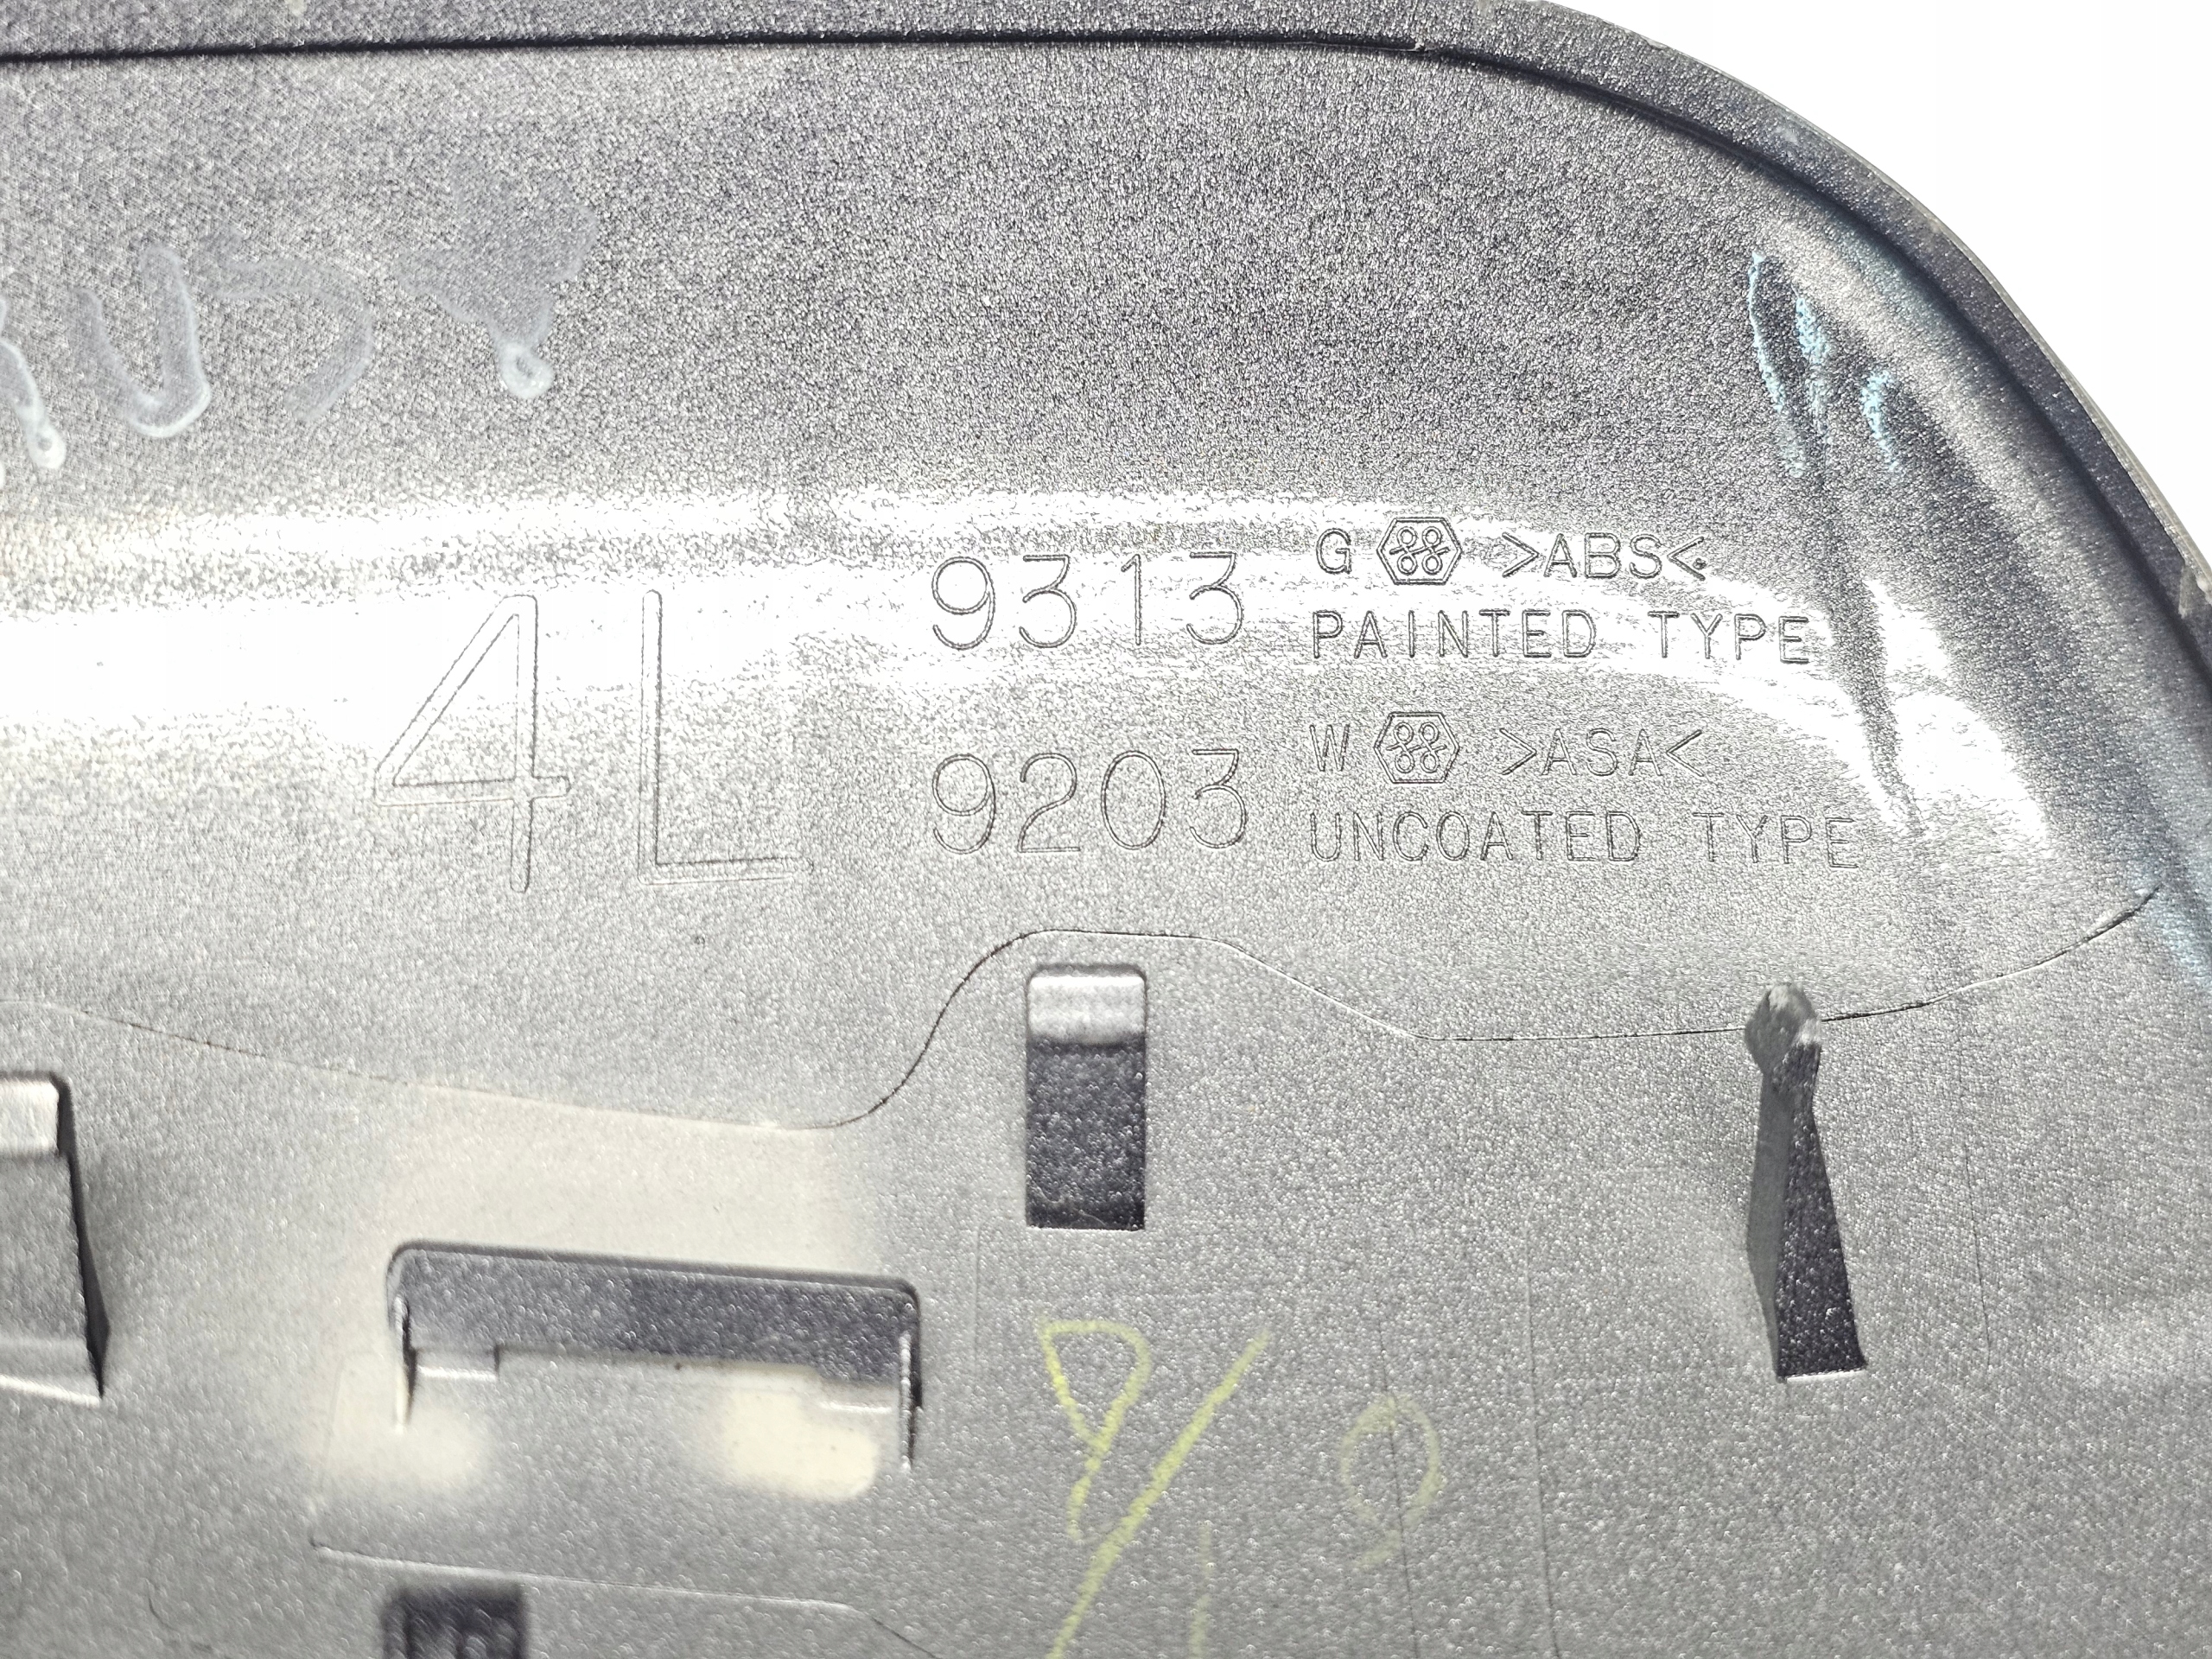 4L
9313 G >ABS<
PAINTED TYPE
9203 W >ASA<
UNCOATED TYPE